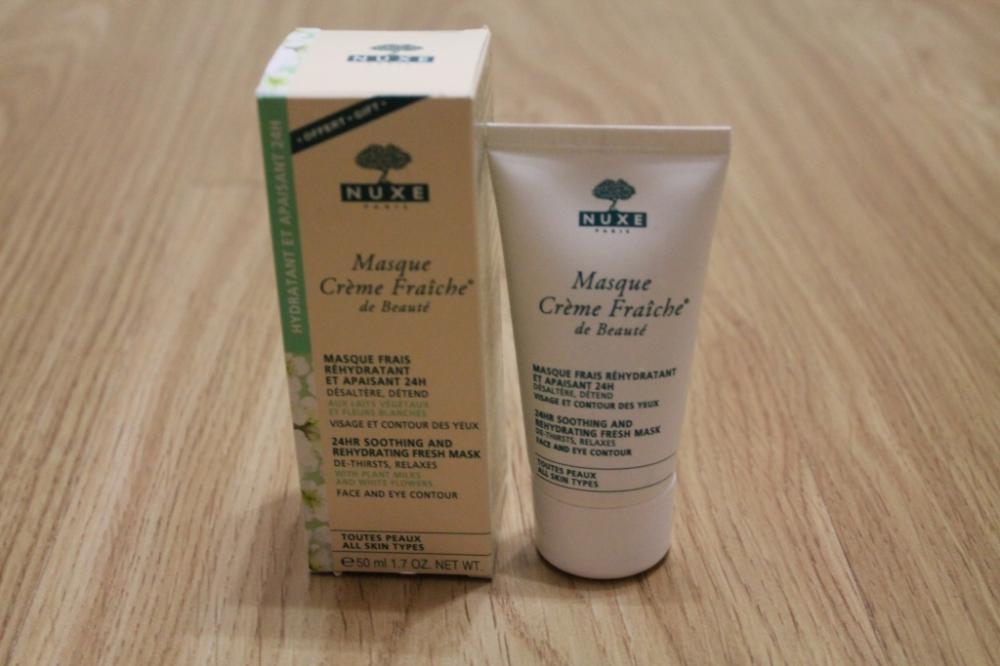 NUXE
HYDRATANT ET APAISANT 24H
• OFFERT • GIFT •
NUXE
PARIS
Masque
Crème Fraîche®
de Beauté
MASQUE FRAIS
RÉHYDRATANT
ET APAISANT 24H
DÉSALTÈRE, DÉTEND
AUX LAITS VÉGÉTAUX
ET FLEURS BLANCHES
VISAGE ET CONTOUR DES YEUX
24HR SOOTHING AND
REHYDRATING FRESH MASK
DE-THIRSTS, RELAXES
WITH PLANT MILKS
AND WHITE FLOWERS
FACE AND EYE CONTOUR
TOUTES PEAUX
ALL SKIN TYPES
℮50 ml 1.7 OZ. NET WT.
NUXE
PARIS
Masque
Crème Fraîche®
de Beauté
MASQUE FRAIS RÉHYDRATANT
ET APAISANT 24H
DÉSALTÈRE, DÉTEND
VISAGE ET CONTOUR DES YEUX
24HR SOOTHING AND
REHYDRATING FRESH MASK
DE-THIRSTS, RELAXES
FACE AND EYE CONTOUR
TOUTES PEAUX
ALL SKIN TYPES